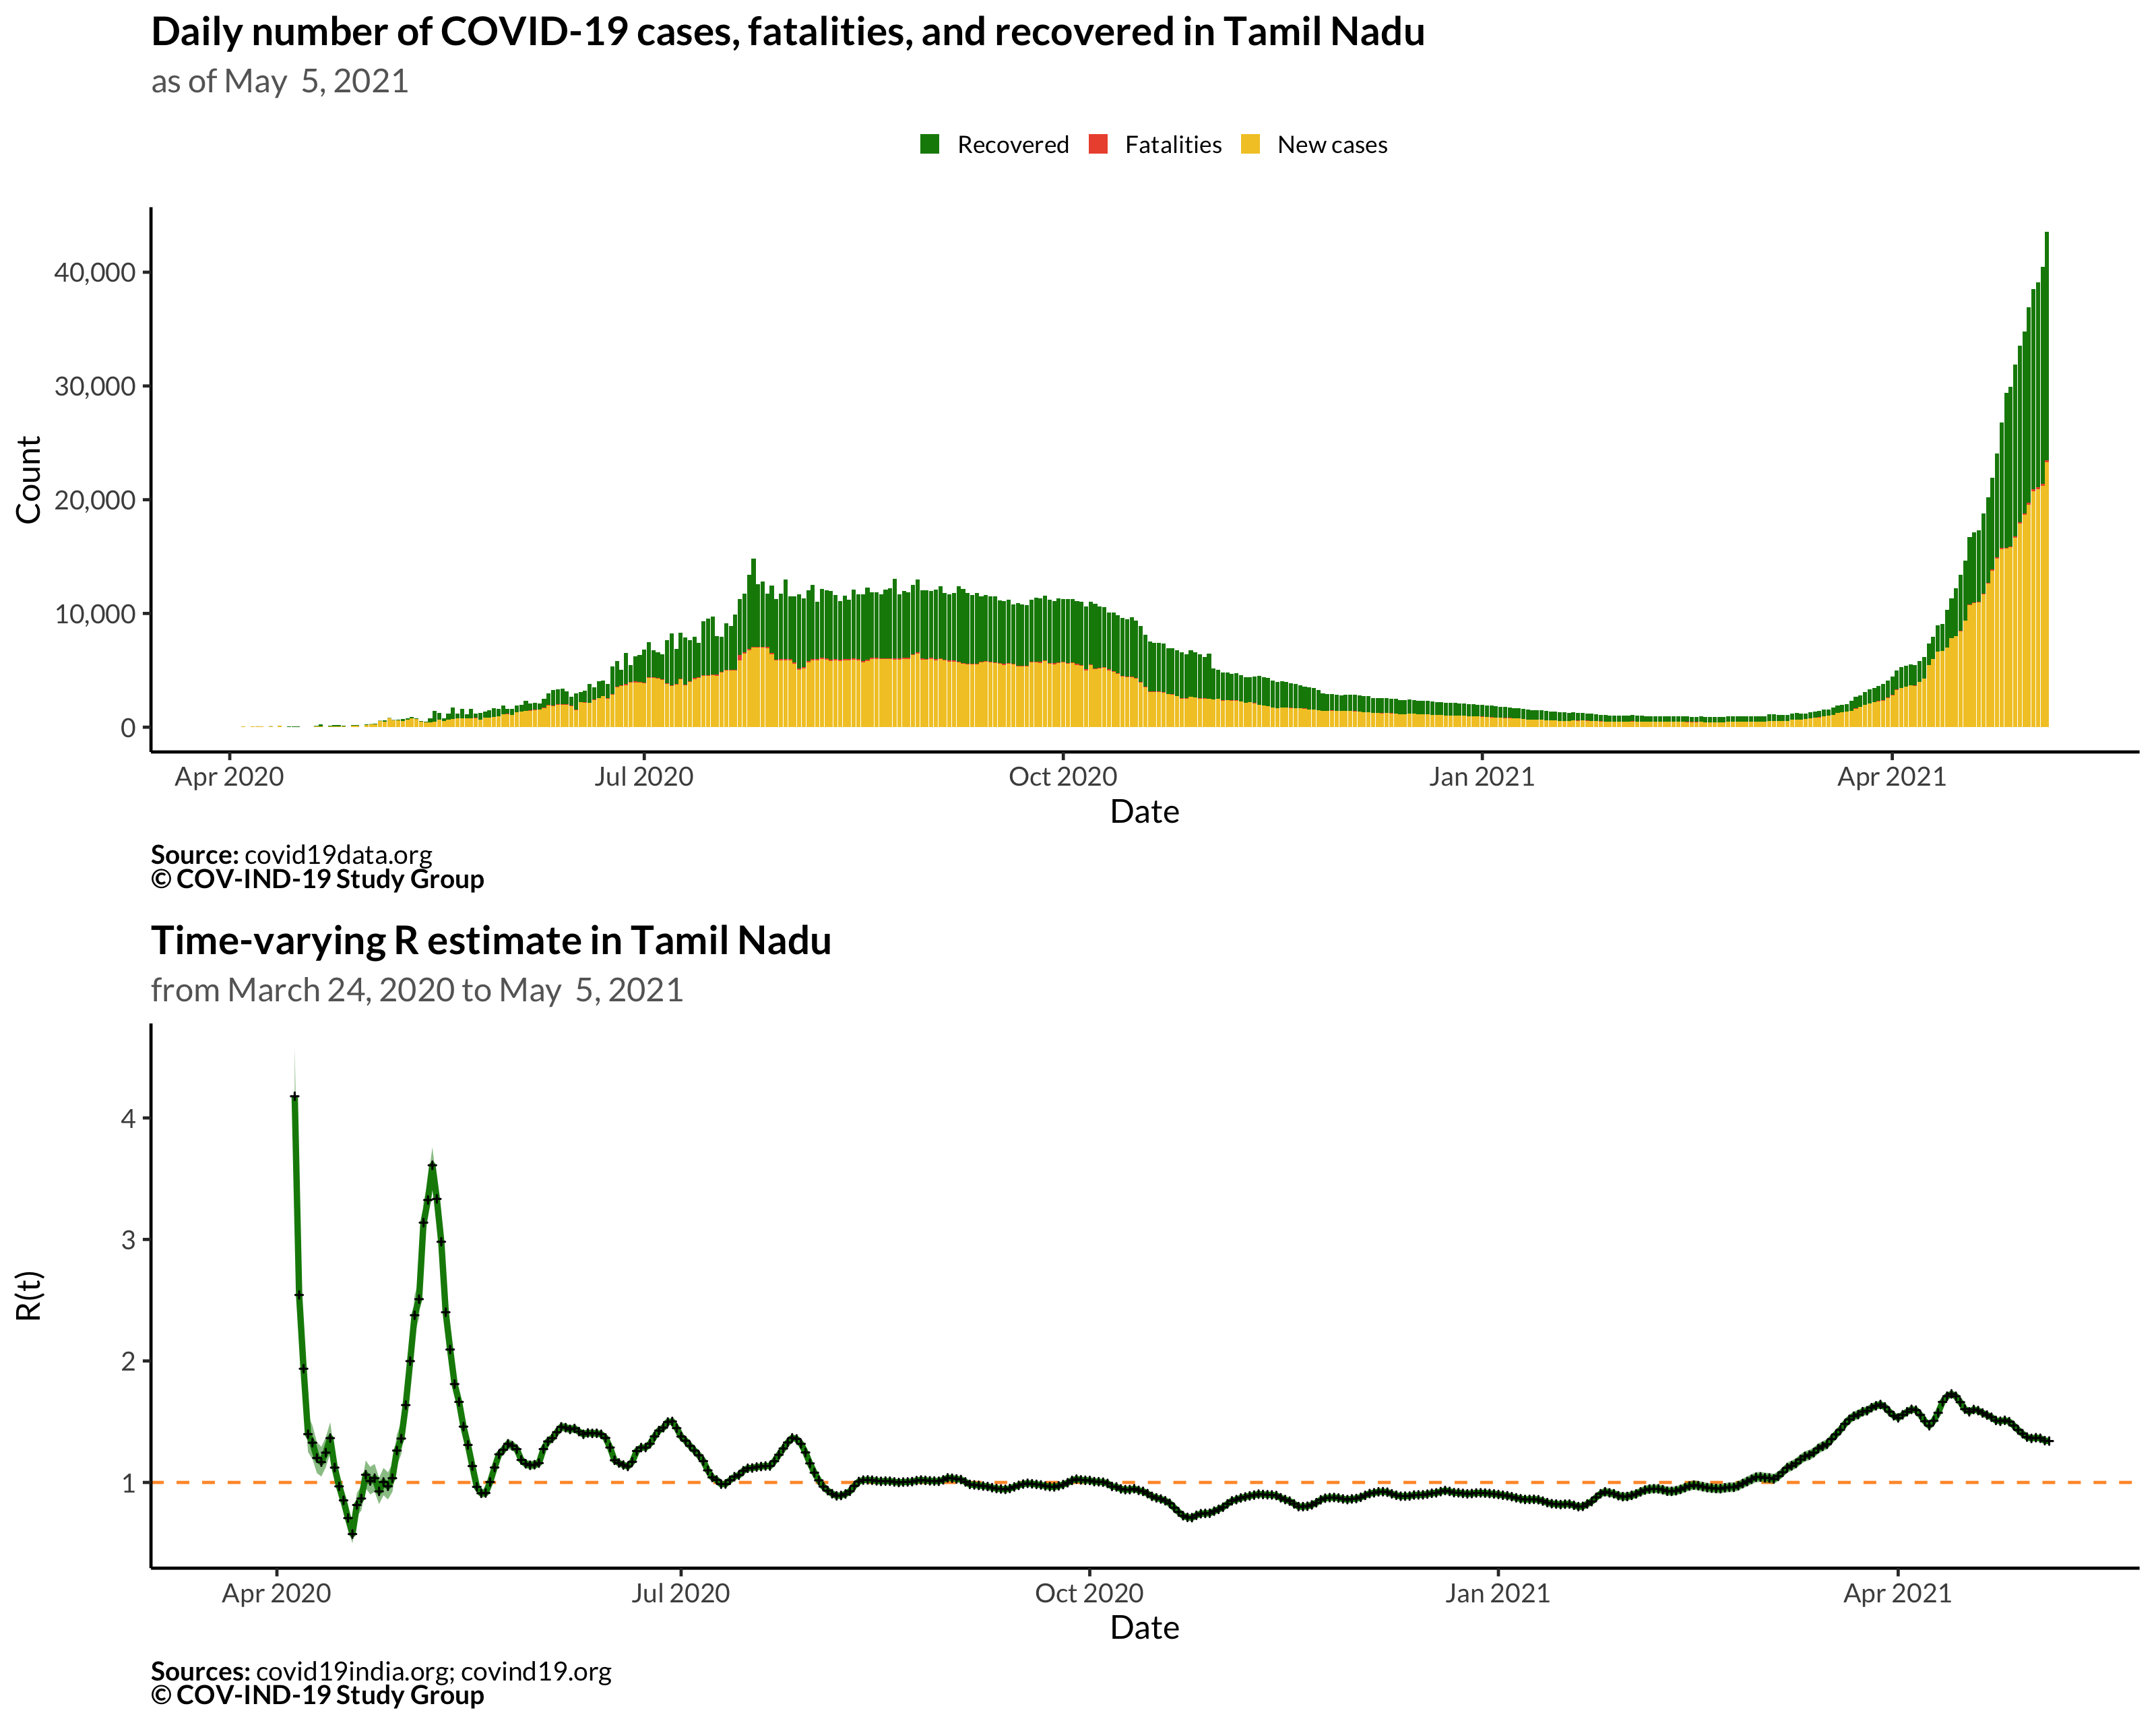 Daily number of COVID-19 cases, fatalities, and recovered in Tamil Nadu
as of May  5, 2021
Recovered Fatalities New cases
Count
40,000
30,000
20,000
10,000
0
Apr 2020 Jul 2020 Oct 2020 Jan 2021 Apr 2021
Date
Source: covid19data.org
© COV-IND-19 Study Group
Time-varying R estimate in Tamil Nadu
from March 24, 2020 to May  5, 2021
R(t)
4
3
2
1
Apr 2020 Jul 2020 Oct 2020 Jan 2021 Apr 2021
Date
Sources: covid19india.org; covind19.org
© COV-IND-19 Study Group